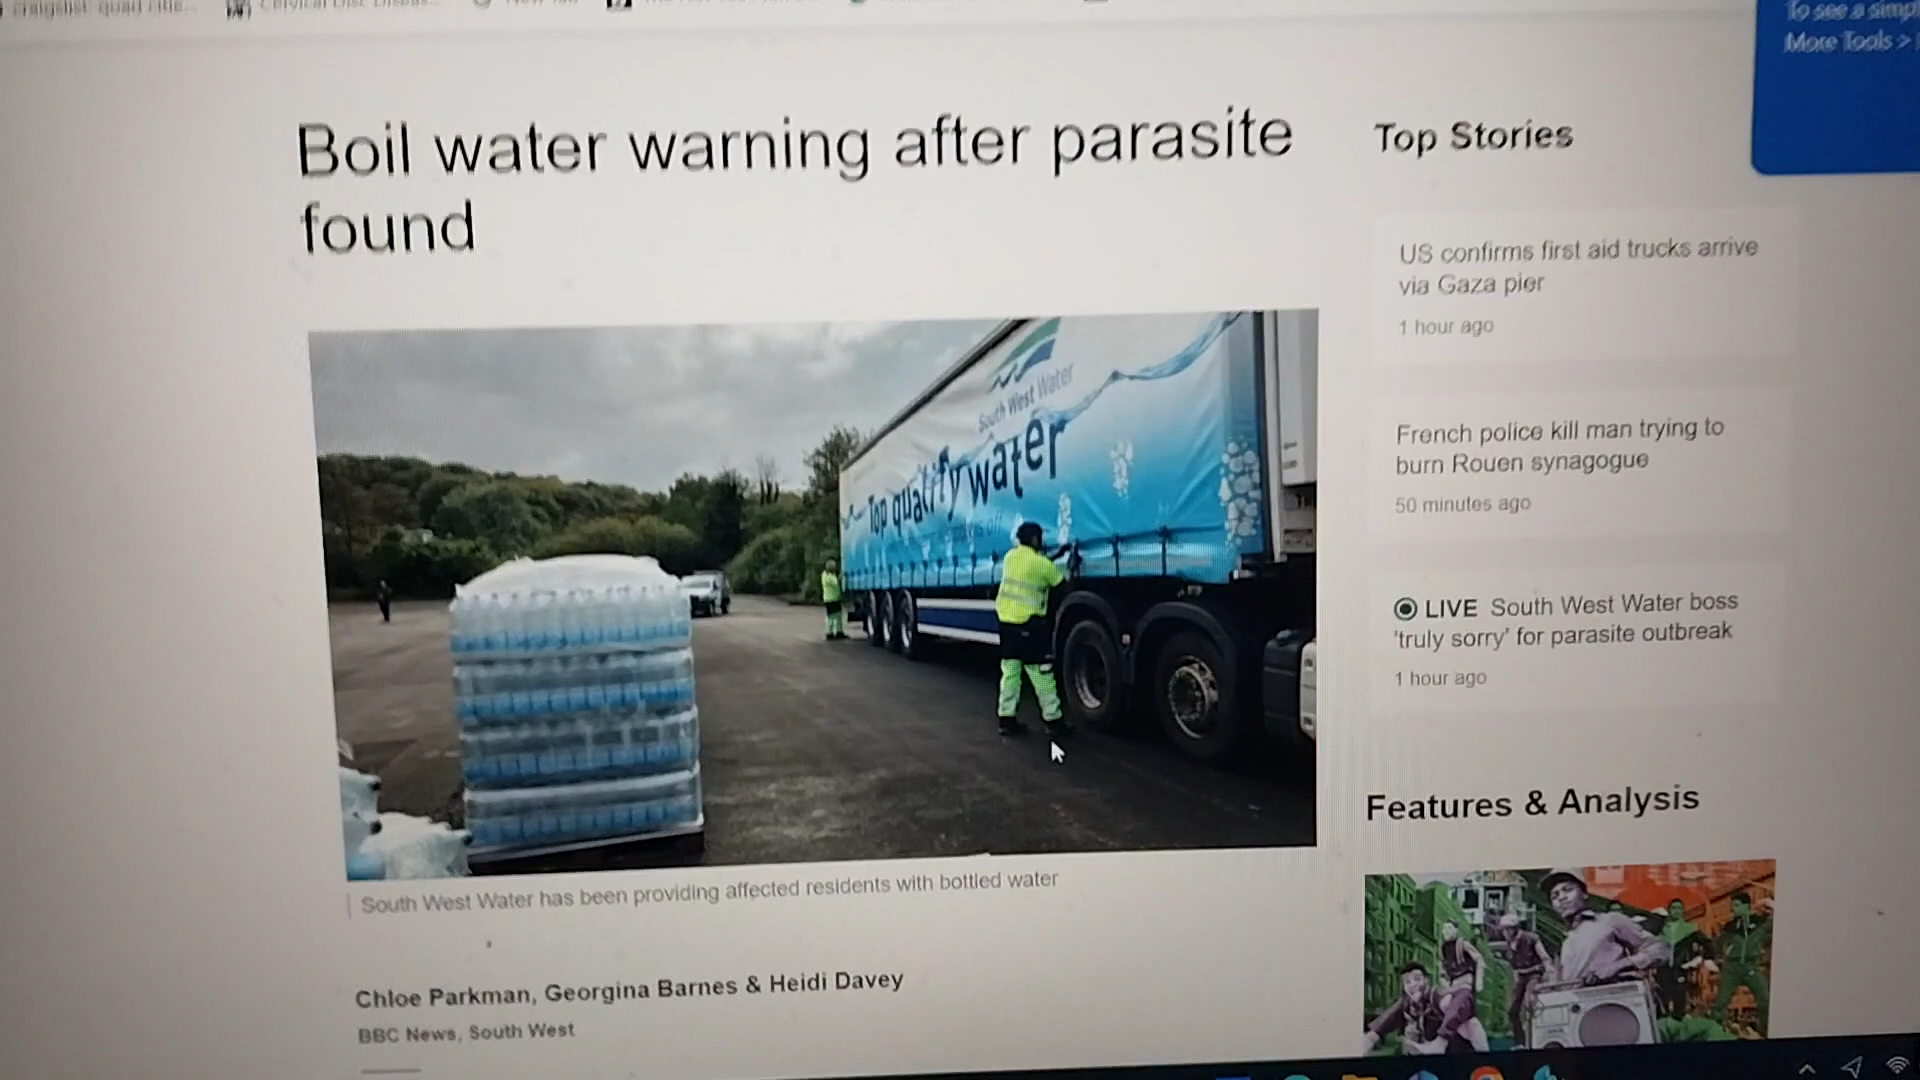 To see a simp
More Tools >
Boil water warning after parasite
found
Top Stories
US confirms first aid trucks arrive
via Gaza pier
1 hour ago
French police kill man trying to
burn Rouen synagogue
50 minutes ago
LIVE South West Water boss
'truly sorry' for parasite outbreak
1 hour ago
South West Water
Top quality water
South West Water has been providing affected residents with bottled water
Features & Analysis
Chloe Parkman, Georgina Barnes & Heidi Davey
BBC News, South West